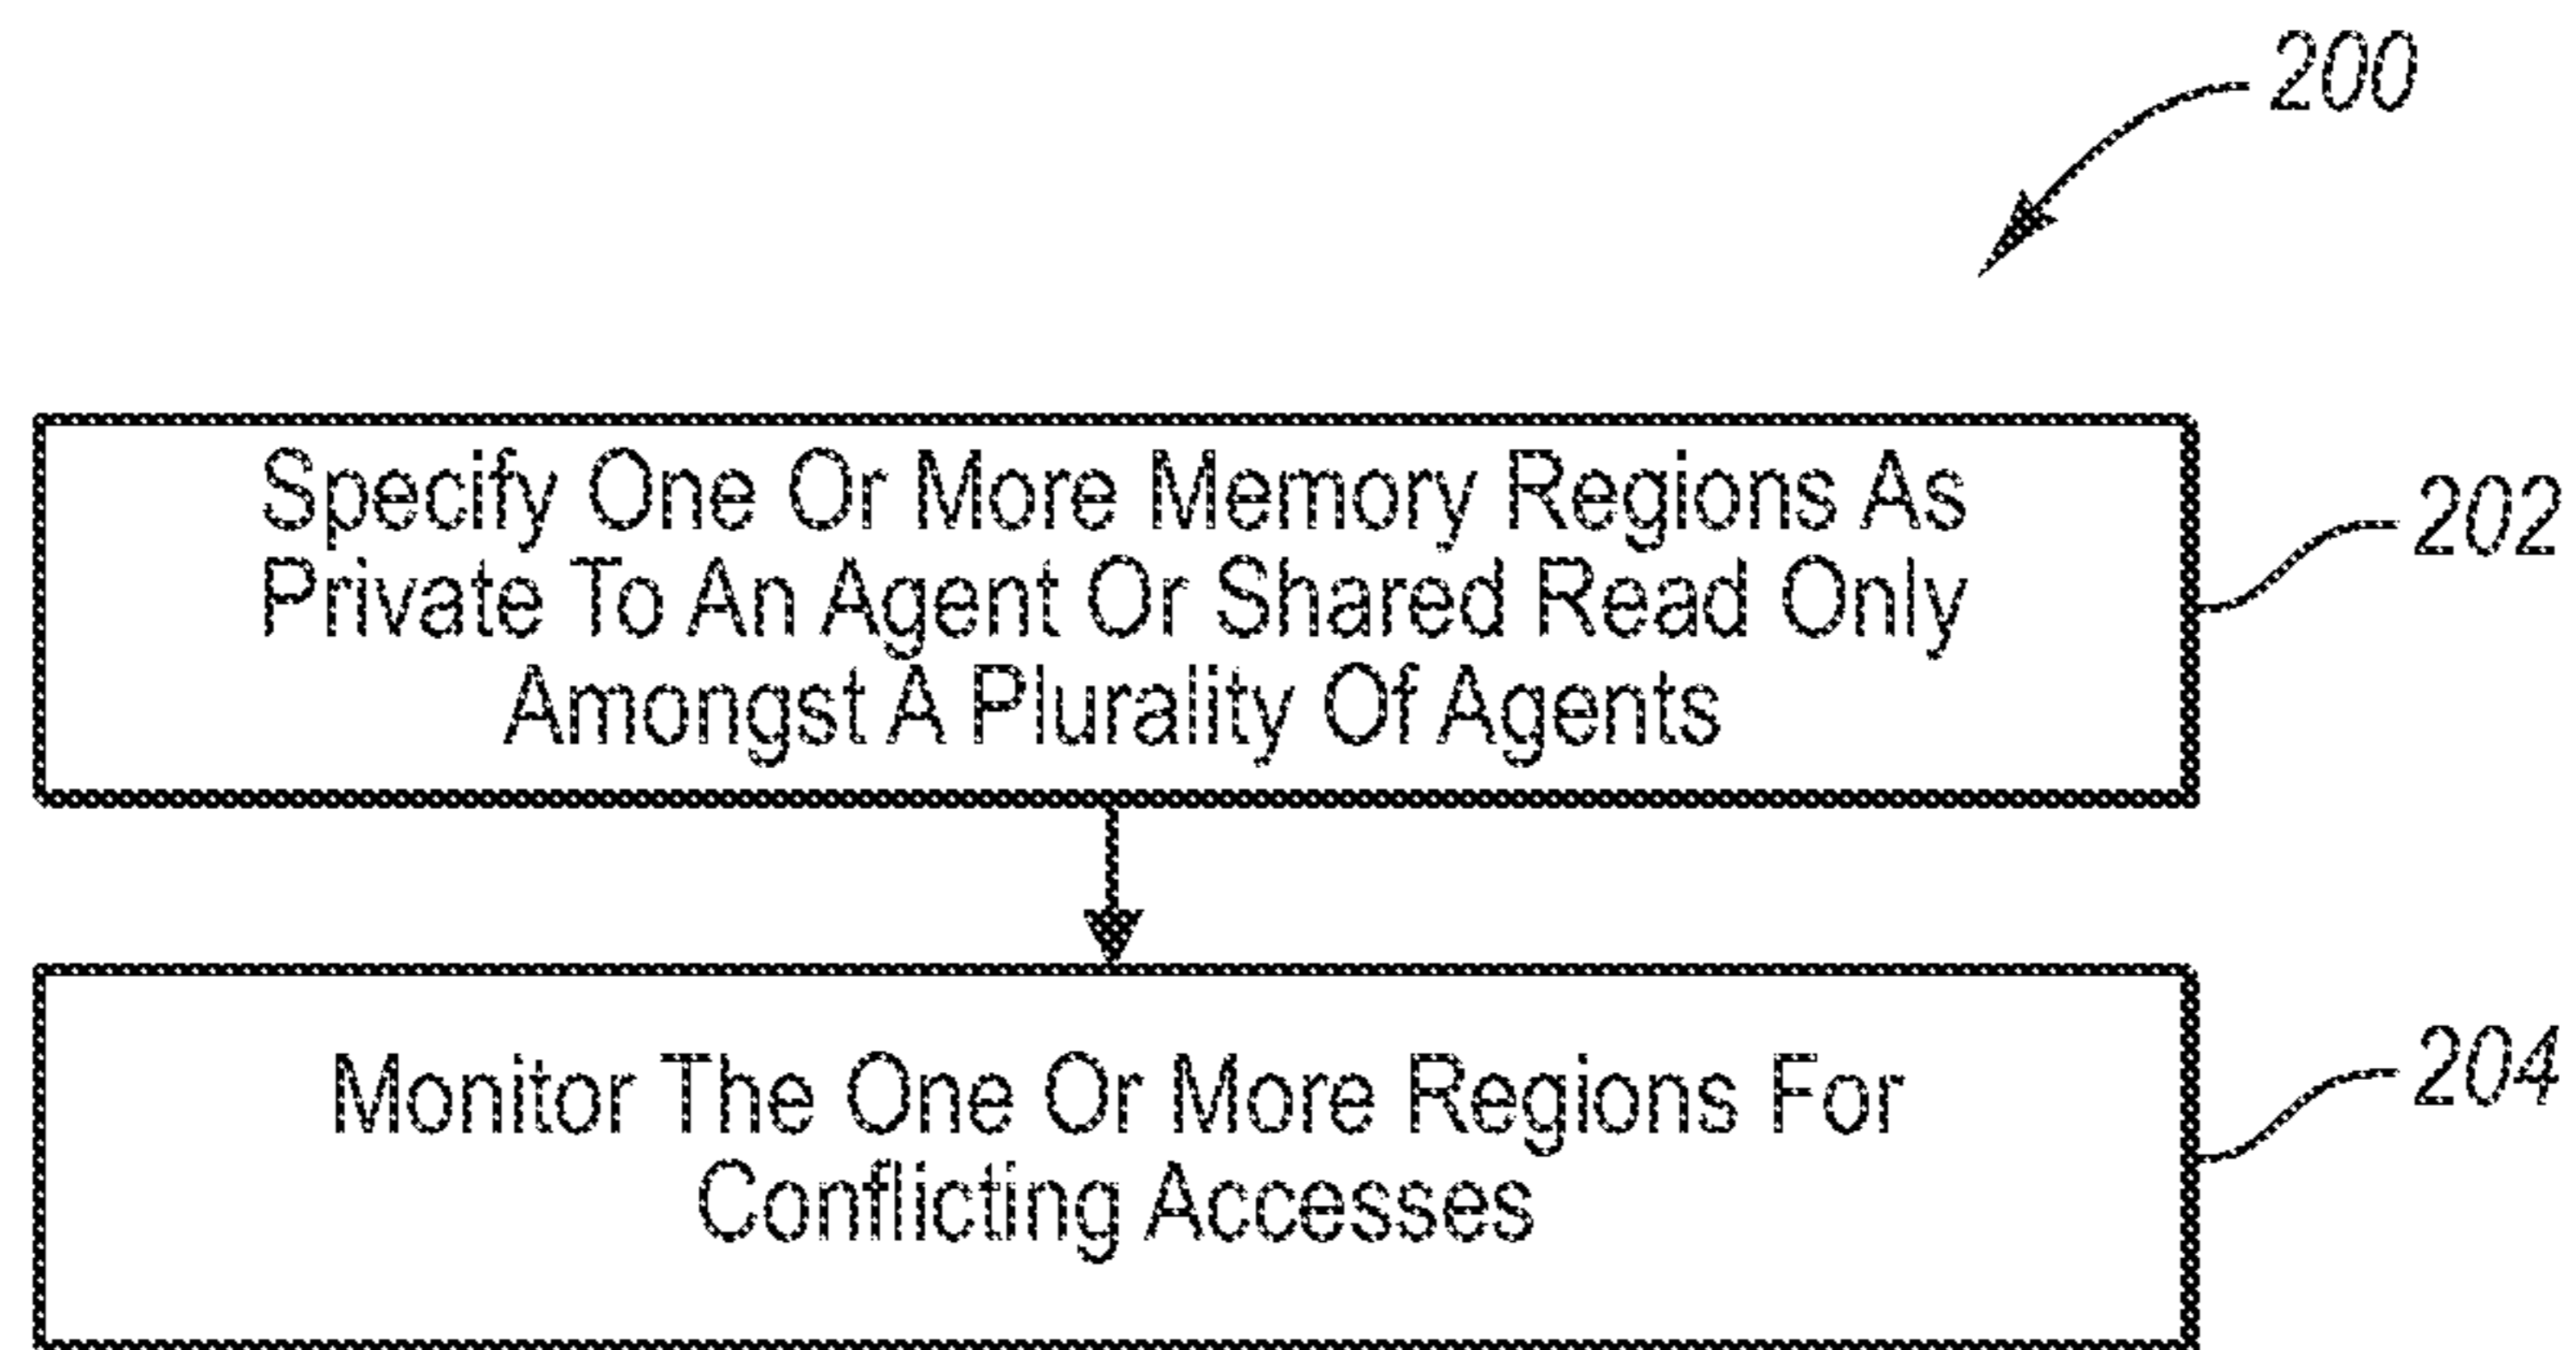 200
Specify One Or More Memory Regions As
Private To An Agent Or Shared Read Only
Amongst A Plurality Of Agents
202
Monitor The One Or More Regions For
Conflicting Accesses
204